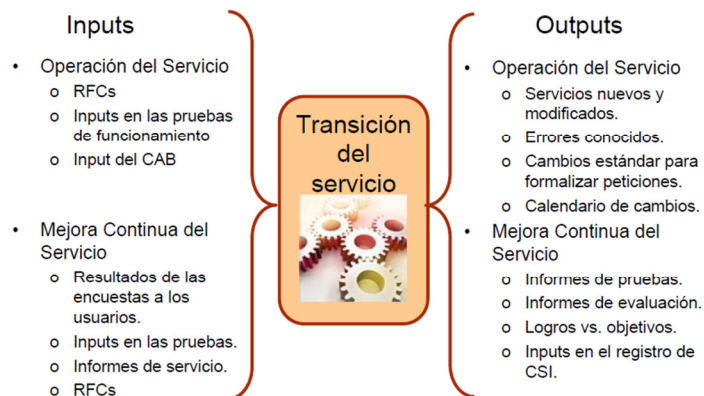 Inputs
• Operación del Servicio
o RFCs
o Inputs en las pruebas
de funcionamiento
o Input del CAB
• Mejora Continua del
Servicio
o Resultados de las
encuestas a los
usuarios.
o Inputs en las pruebas.
o Informes de servicio.
o RFCs
Transición
del
servicio
Outputs
• Operación del Servicio
o Servicios nuevos y
modificados.
o Errores conocidos.
o Cambios estándar para
formalizar peticiones.
o Calendario de cambios.
• Mejora Continua del
Servicio
o Informes de pruebas.
o Informes de evaluación.
o Logros vs. objetivos.
o Inputs en el registro de
CSI.